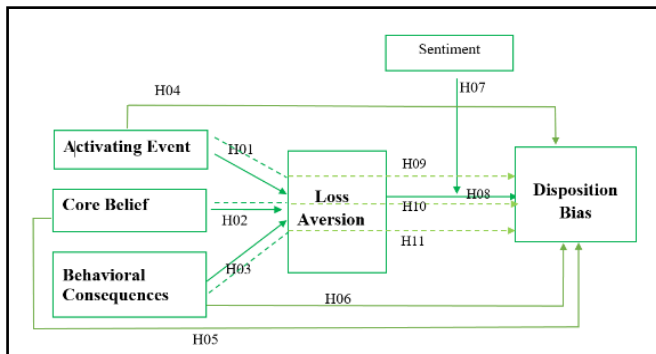 Sentiment
H04
H07
Activating Event
H01
H09
Loss
Aversion
Disposition
Bias
Core Belief
H02
H10
H08
H03
H11
Behavioral
Consequences
H06
H05